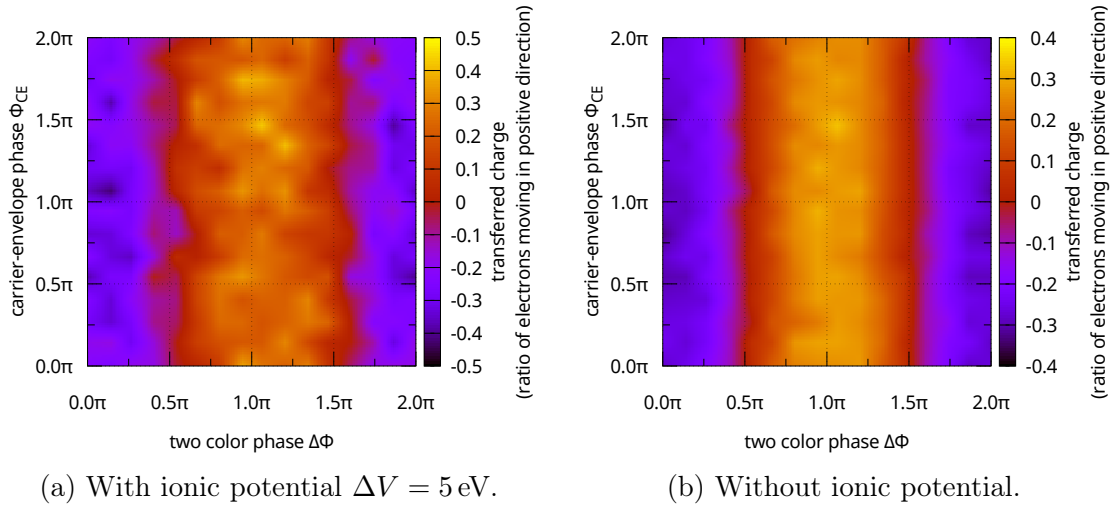 2.0π
1.5π
1.0π
0.5π
0.0π
carrier-envelope phase ΦCE
0.0π 0.5π 1.0π 1.5π 2.0π
two color phase ΔΦ
0.5
0.4
0.3
0.2
0.1
0
-0.1
-0.2
-0.3
-0.4
-0.5
transferred charge
(ratio of electrons moving in positive direction)
(a) With ionic potential ΔV = 5 eV.
2.0π
1.5π
1.0π
0.5π
0.0π
carrier-envelope phase ΦCE
0.0π 0.5π 1.0π 1.5π 2.0π
two color phase ΔΦ
0.4
0.3
0.2
0.1
0
-0.1
-0.2
-0.3
-0.4
transferred charge
(ratio of electrons moving in positive direction)
(b) Without ionic potential.